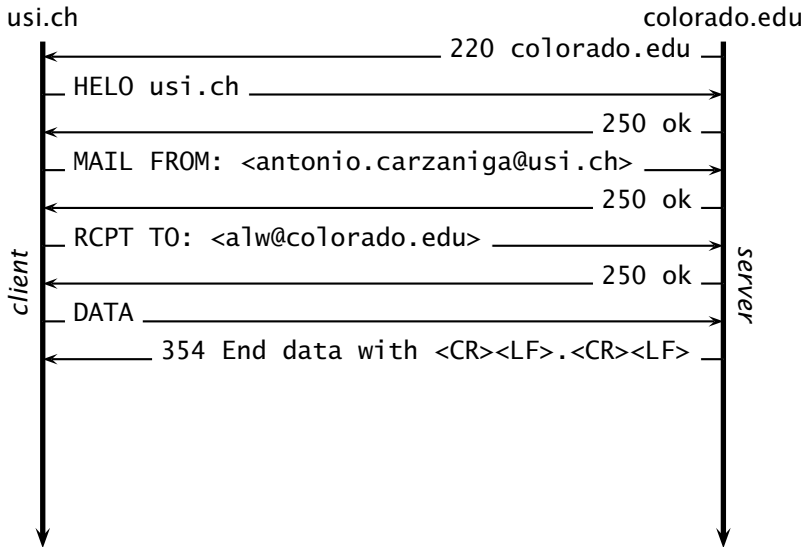 usi.ch colorado.edu
220 colorado.edu
HELO usi.ch
250 ok
MAIL FROM: <antonio.carzaniga@usi.ch>
250 ok
RCPT TO: <alw@colorado.edu>
250 ok
client
server
DATA
354 End data with <CR><LF>.<CR><LF>